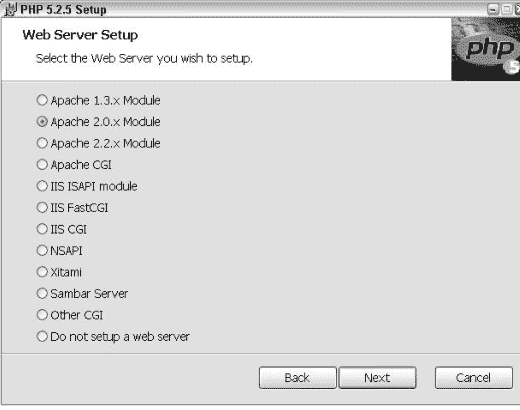 PHP 5.2.5 Setup
Web Server Setup
Select the Web Server you wish to setup.
php
5
Apache 1.3.x Module
Apache 2.0.x Module
Apache 2.2.x Module
Apache CGI
IIS ISAPI module
IIS FastCGI
IIS CGI
NSAPI
Xitami
Sambar Server
Other CGI
Do not setup a web server
Back Next Cancel